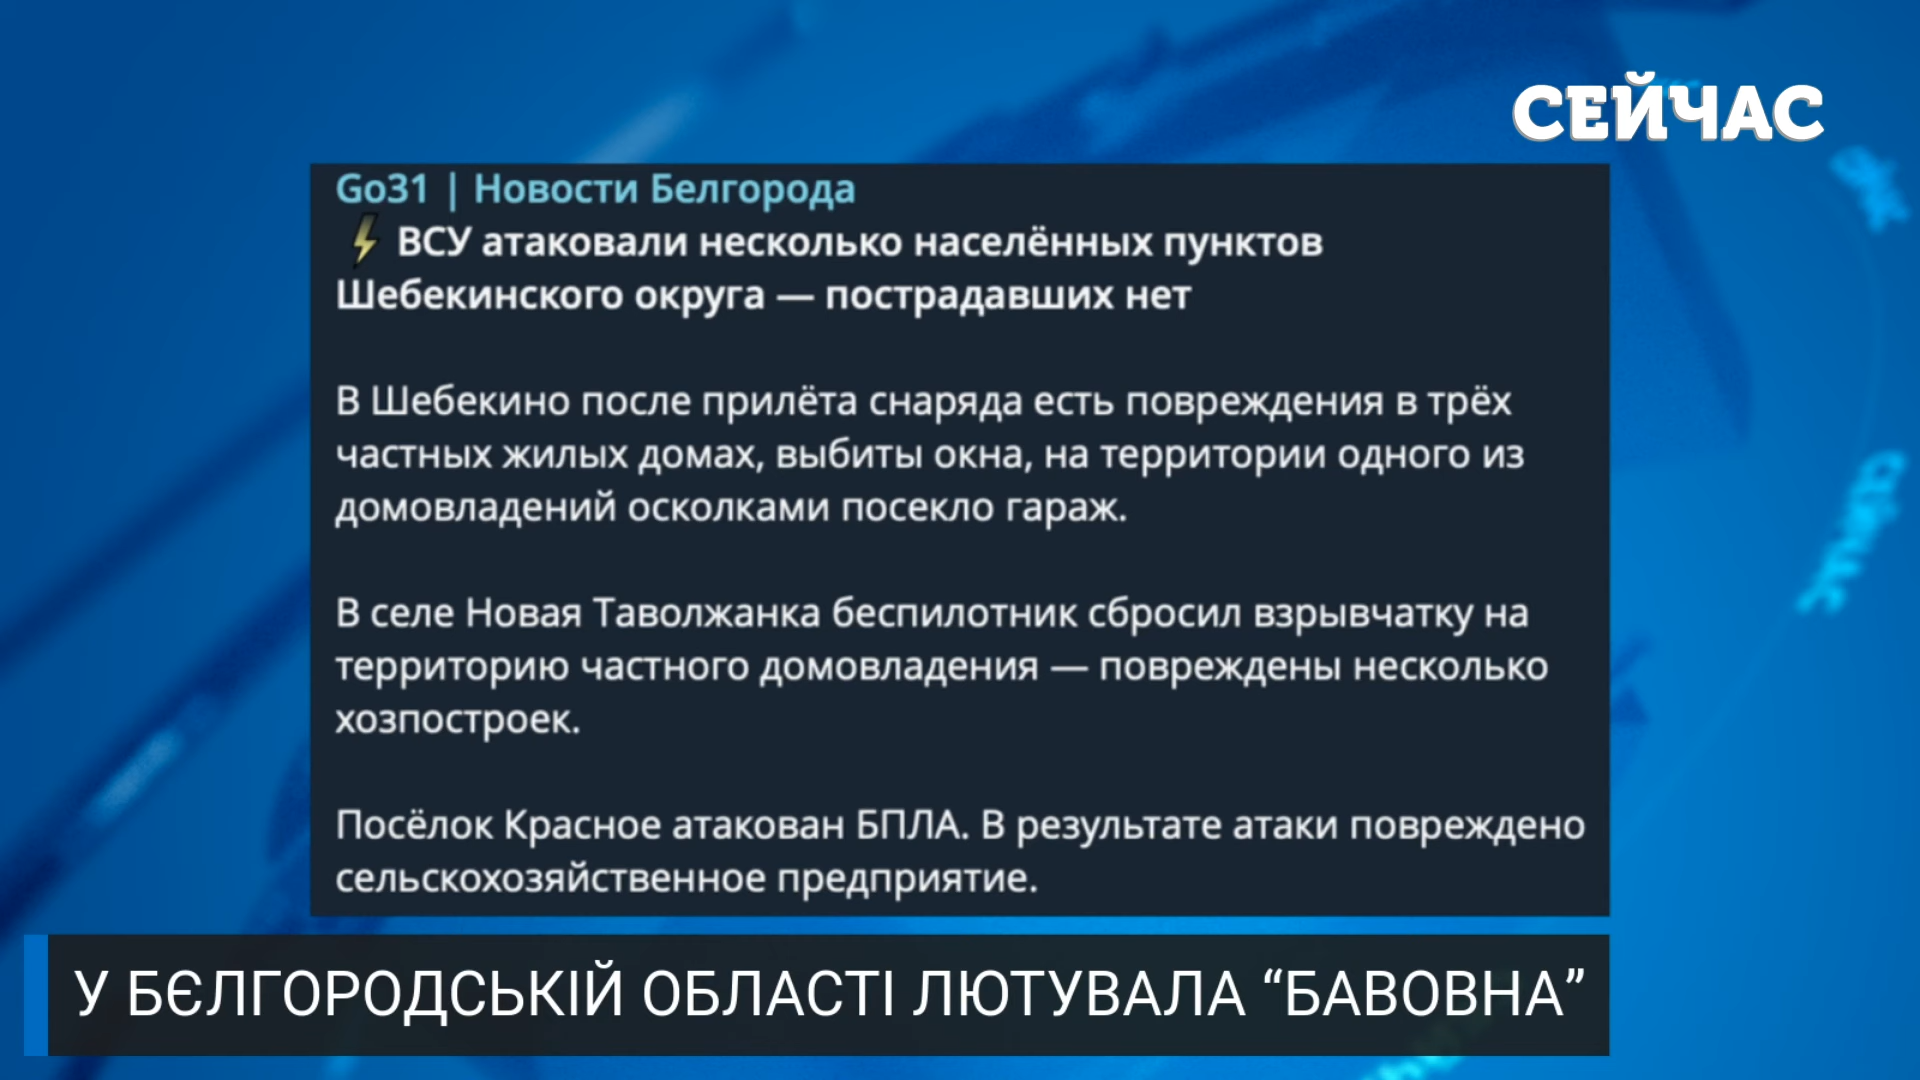 СЕЙЧАС
Go31 | Новости Белгорода
⚡ ВСУ атаковали несколько населённых пунктов
Шебекинского округа — пострадавших нет
В Шебекино после прилёта снаряда есть повреждения в трёх
частных жилых домах, выбиты окна, на территории одного из
домовладений осколками посекло гараж.
В селе Новая Таволжанка беспилотник сбросил взрывчатку на
территорию частного домовладения — повреждены несколько
хозпостроек.
Посёлок Красное атакован БПЛА. В результате атаки повреждено
сельскохозяйственное предприятие.
У БЄЛГОРОДСЬКІЙ ОБЛАСТІ ЛЮТУВАЛА “БАВОВНА”